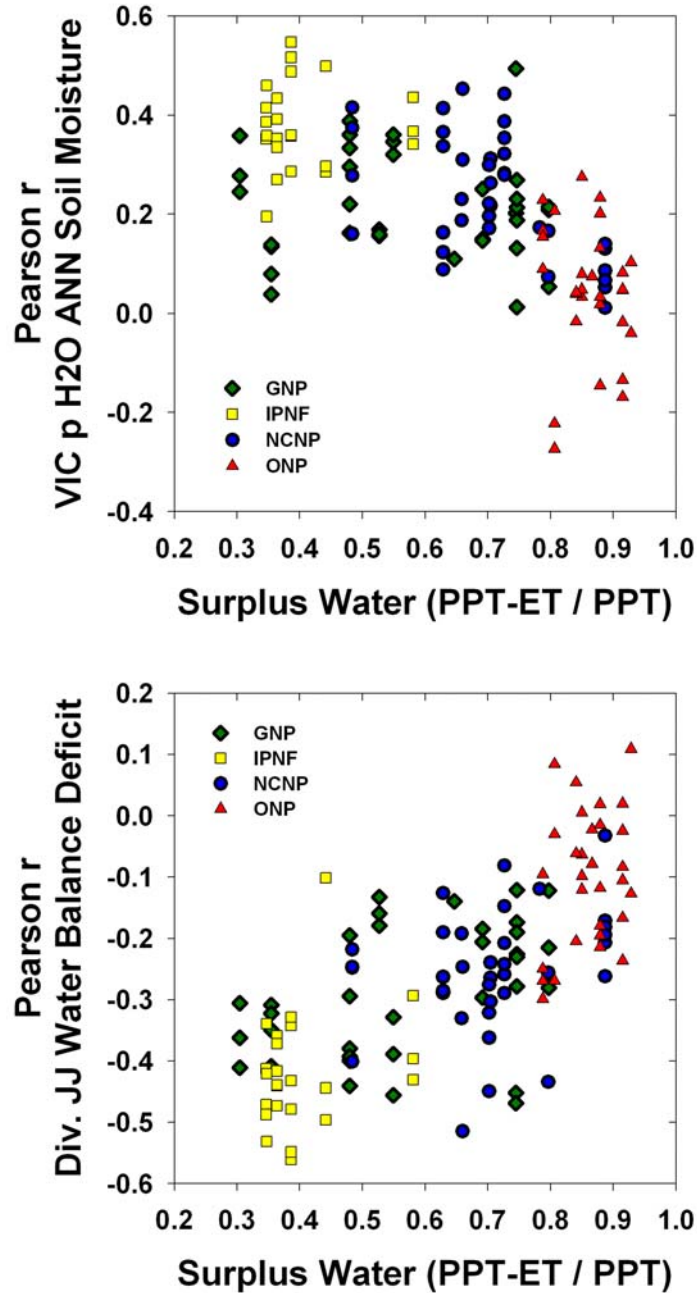 Pearson r
VIC p H2O ANN Soil Moisture
0.6
0.4
0.2
0.0
-0.2
-0.4
GNP
IPNF
NCNP
ONP
0.2 0.3 0.4 0.5 0.6 0.7 0.8 0.9 1.0
Surplus Water (PPT-ET / PPT)
Pearson r
Div. JJ Water Balance Deficit
0.2
0.1
0.0
-0.1
-0.2
-0.3
-0.4
-0.5
-0.6
GNP
IPNF
NCNP
ONP
0.2 0.3 0.4 0.5 0.6 0.7 0.8 0.9 1.0
Surplus Water (PPT-ET / PPT)